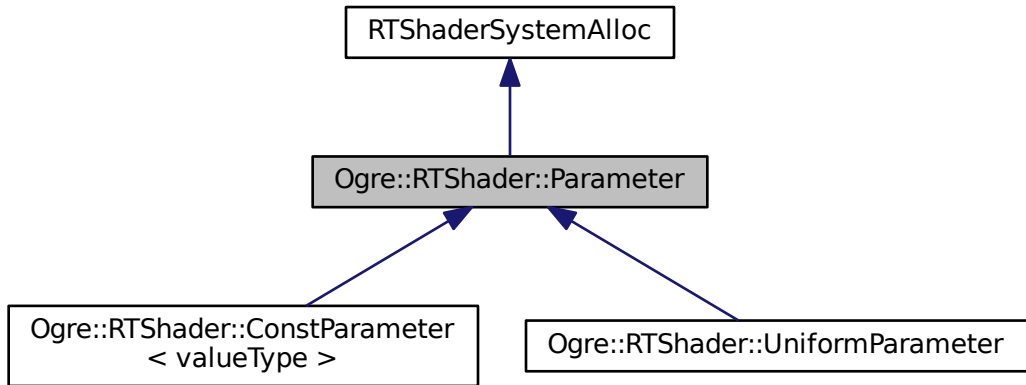 RTShaderSystemAlloc
Ogre::RTShader::Parameter
Ogre::RTShader::ConstParameter
< valueType >
Ogre::RTShader::UniformParameter